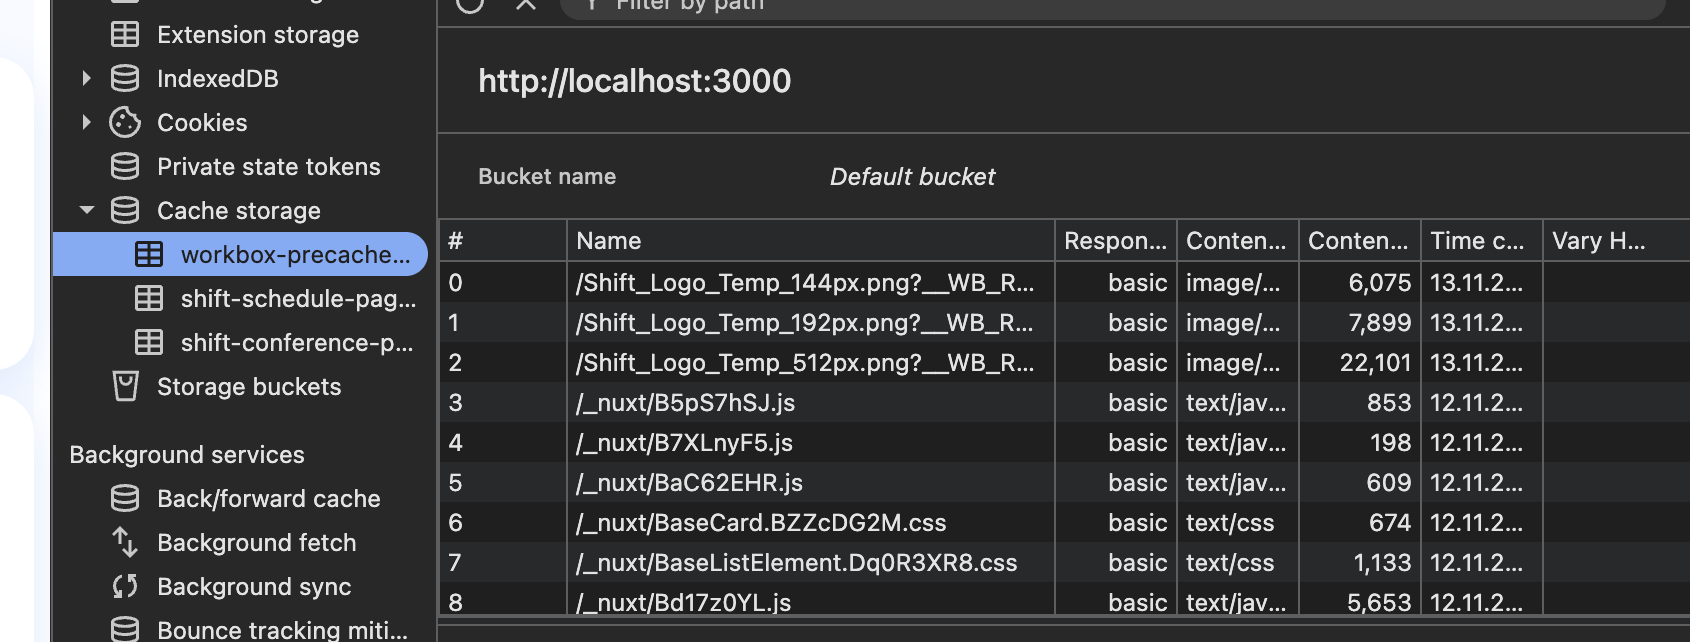 Filter by path
Extension storage
IndexedDB
Cookies
Private state tokens
Cache storage
workbox-precache...
shift-schedule-pag...
shift-conference-p...
Storage buckets
Background services
Back/forward cache
Background fetch
Background sync
Bounce tracking miti...
http://localhost:3000
Bucket name Default bucket
# Name Respon... Conten... Conten... Time c... Vary H...
0 /Shift_Logo_Temp_144px.png?__WB_R... basic image/... 6,075 13.11.2...
1 /Shift_Logo_Temp_192px.png?__WB_R... basic image/... 7,899 13.11.2...
2 /Shift_Logo_Temp_512px.png?__WB_R... basic image/... 22,101 13.11.2...
3 /_nuxt/B5pS7hSJ.js basic text/jav... 853 12.11.2...
4 /_nuxt/B7XLnyF5.js basic text/jav... 198 12.11.2...
5 /_nuxt/BaC62EHR.js basic text/jav... 609 12.11.2...
6 /_nuxt/BaseCard.BZZcDG2M.css basic text/css 674 12.11.2...
7 /_nuxt/BaseListElement.Dq0R3XR8.css basic text/css 1,133 12.11.2...
8 /_nuxt/Bd17z0YL.js basic text/jav... 5,653 12.11.2...